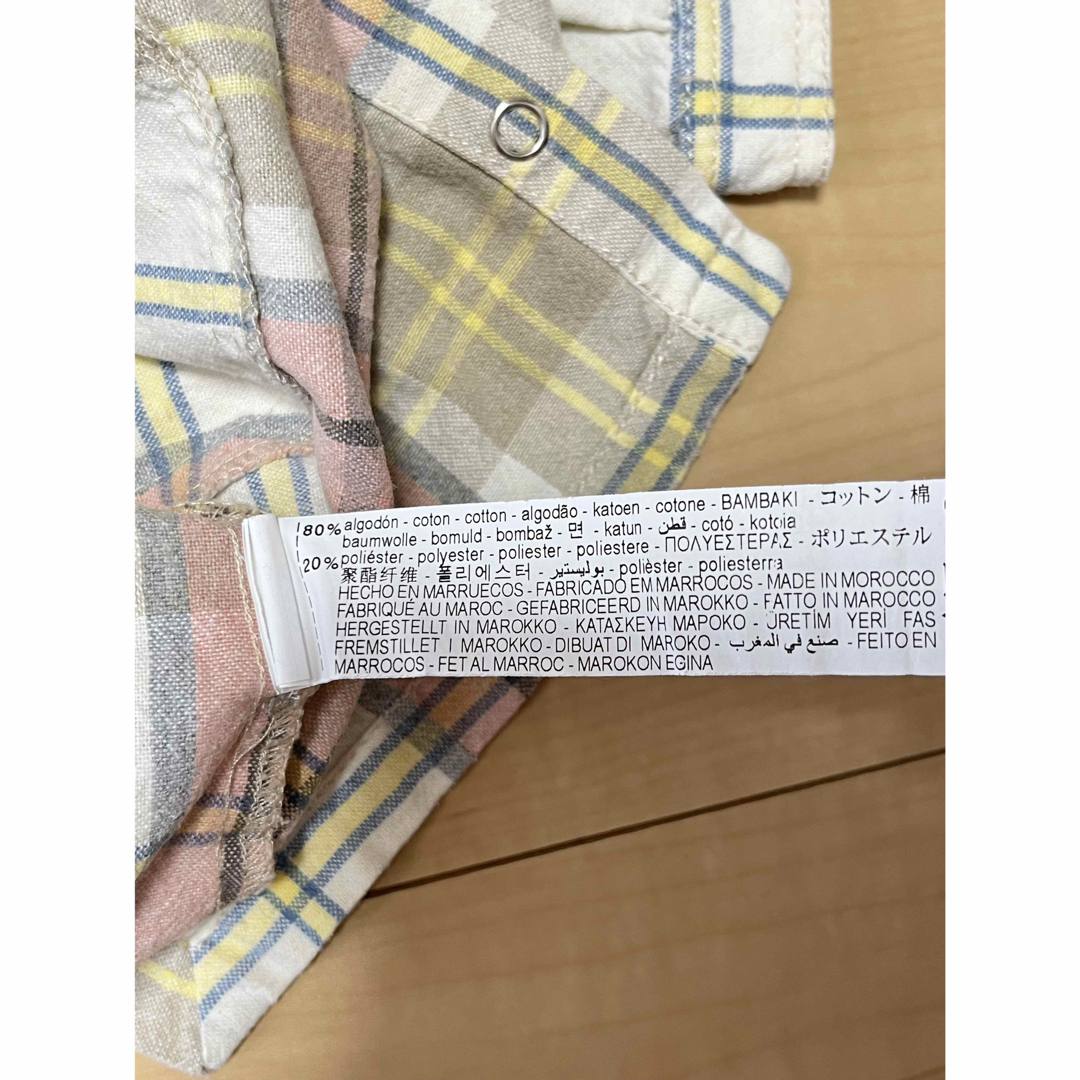 80% algodón - coton - cotton - algodão - katoen - cotone - BAMBAKI - コットン - 棉
baumwolle - bomuld - bombaž - 면 - katun - قطن - cotó - kotoia
20% poliéster - polyester - poliester - poliestere - ΠΟΛΥΕΣΤΕΡΑΣ - ポリエステル
聚酯纤维 - 폴리에스터 - بوليستير - polièster - poliesterra
HECHO EN MARRUECOS - FABRICADO EM MARROCOS - MADE IN MOROCCO
FABRIQUÉ AU MAROC - GEFABRICEERD IN MAROKKO - FATTO IN MAROCCO
HERGESTELLT IN MAROKKO - ΚΑΤΑΣΚΕΥΗ ΜΑΡΟΚΟ - ÜRETİM YERİ FAS
FREMSTILLET I MAROKKO - DIBUAT DI MAROKO - صنع في المغرب - FEITO EN
MARROCOS - FET AL MARROC - MAROKON EGINA